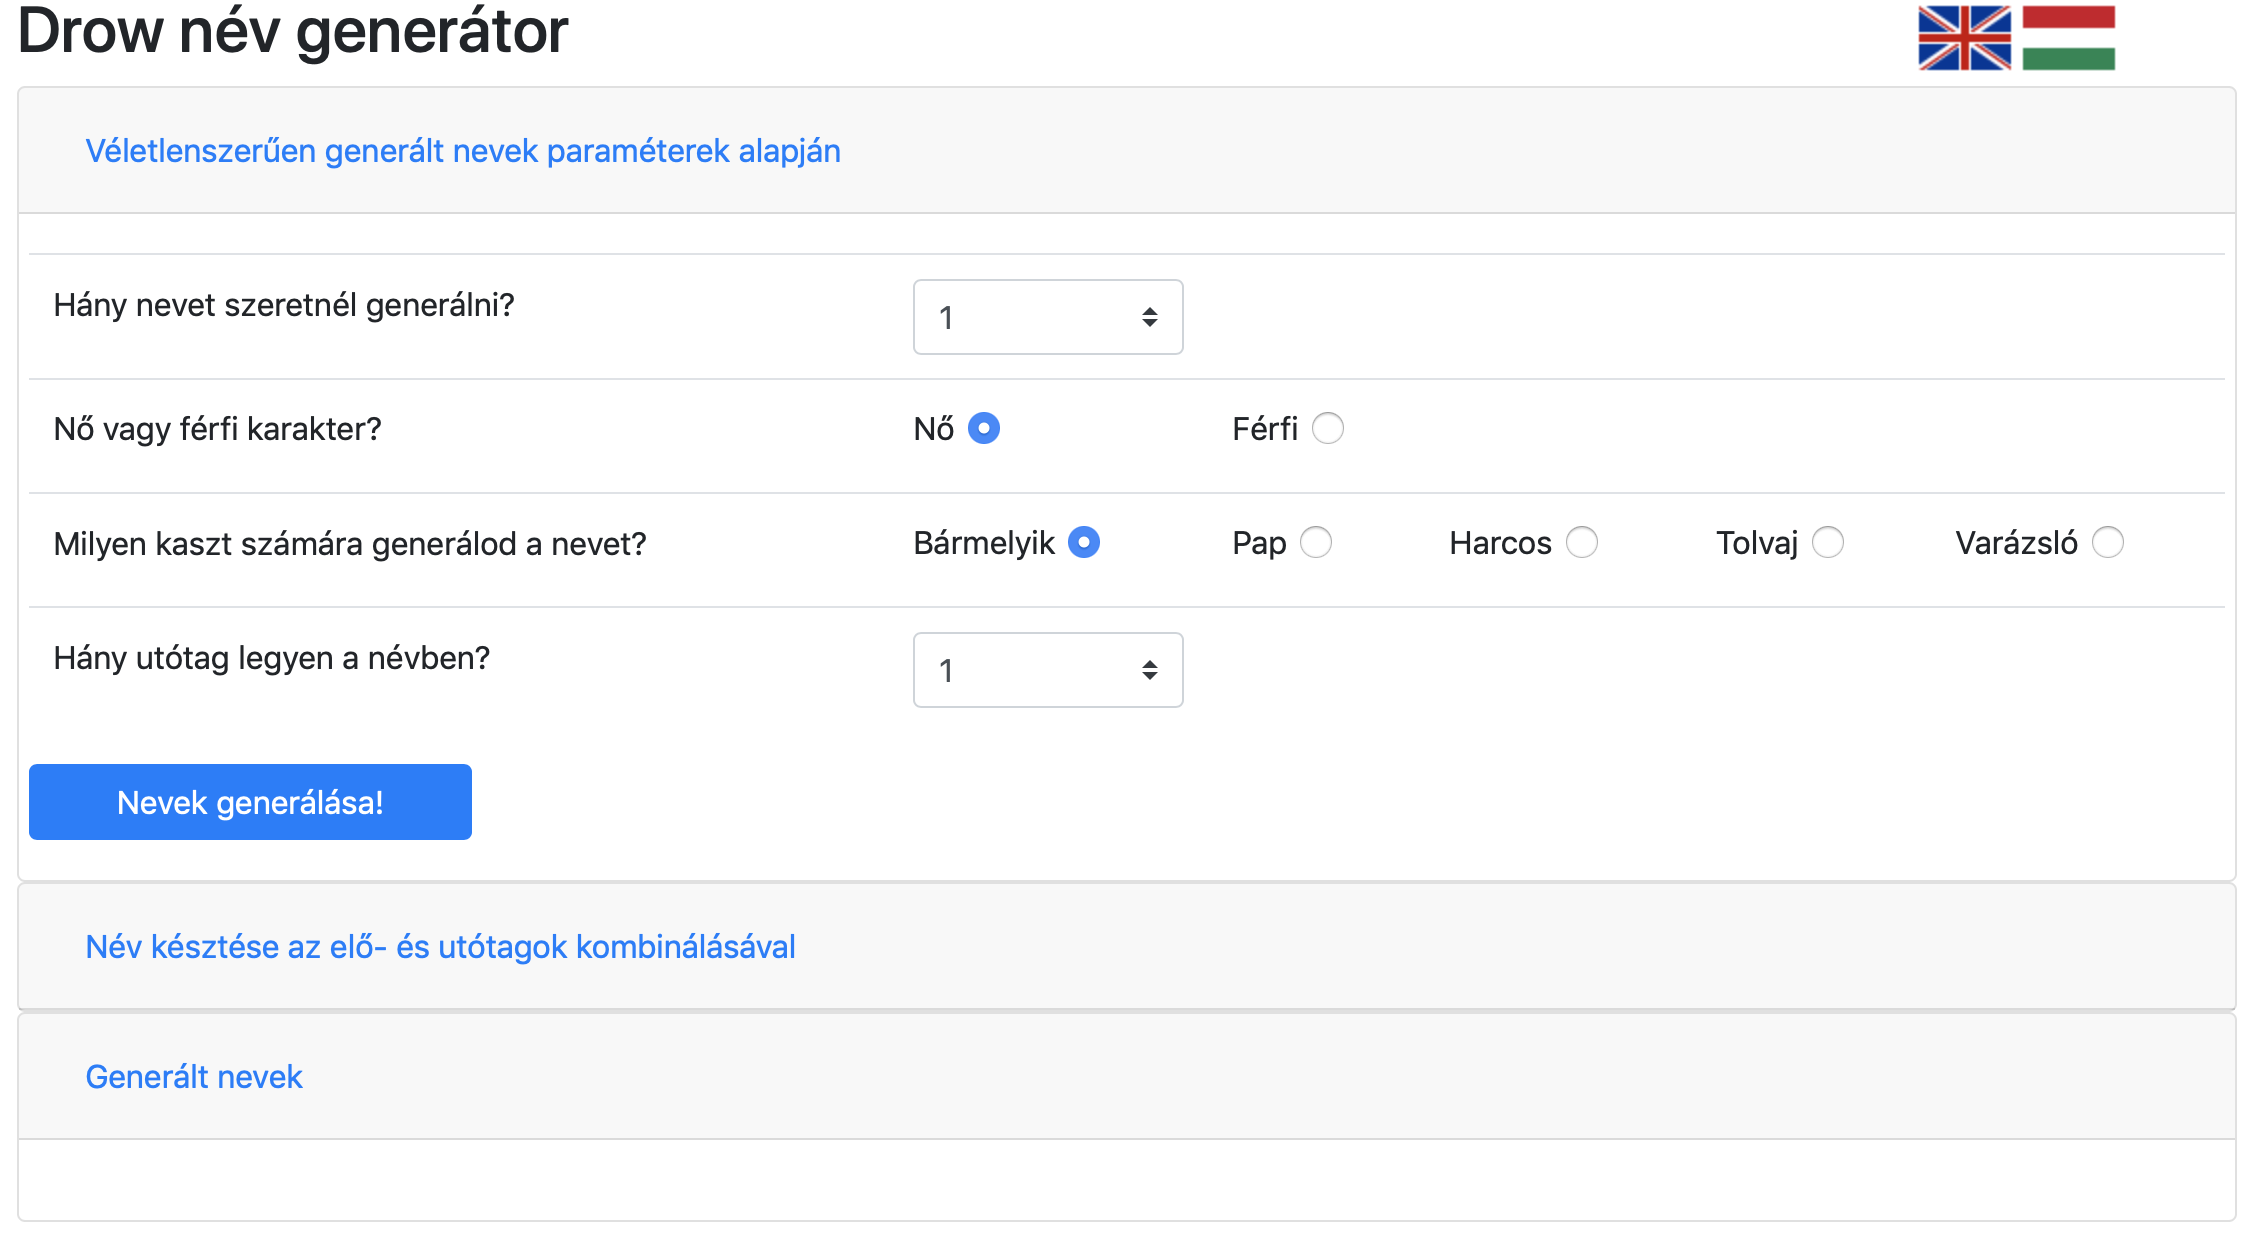 Drow név generátor
Véletlenszerűen generált nevek paraméterek alapján
Hány nevet szeretnél generálni? 1
Nő vagy férfi karakter? Nő Férfi
Milyen kaszt számára generálod a nevet? Bármelyik Pap Harcos Tolvaj Varázsló
Hány utótag legyen a névben? 1
Nevek generálása!
Név késztése az elő- és utótagok kombinálásával
Generált nevek